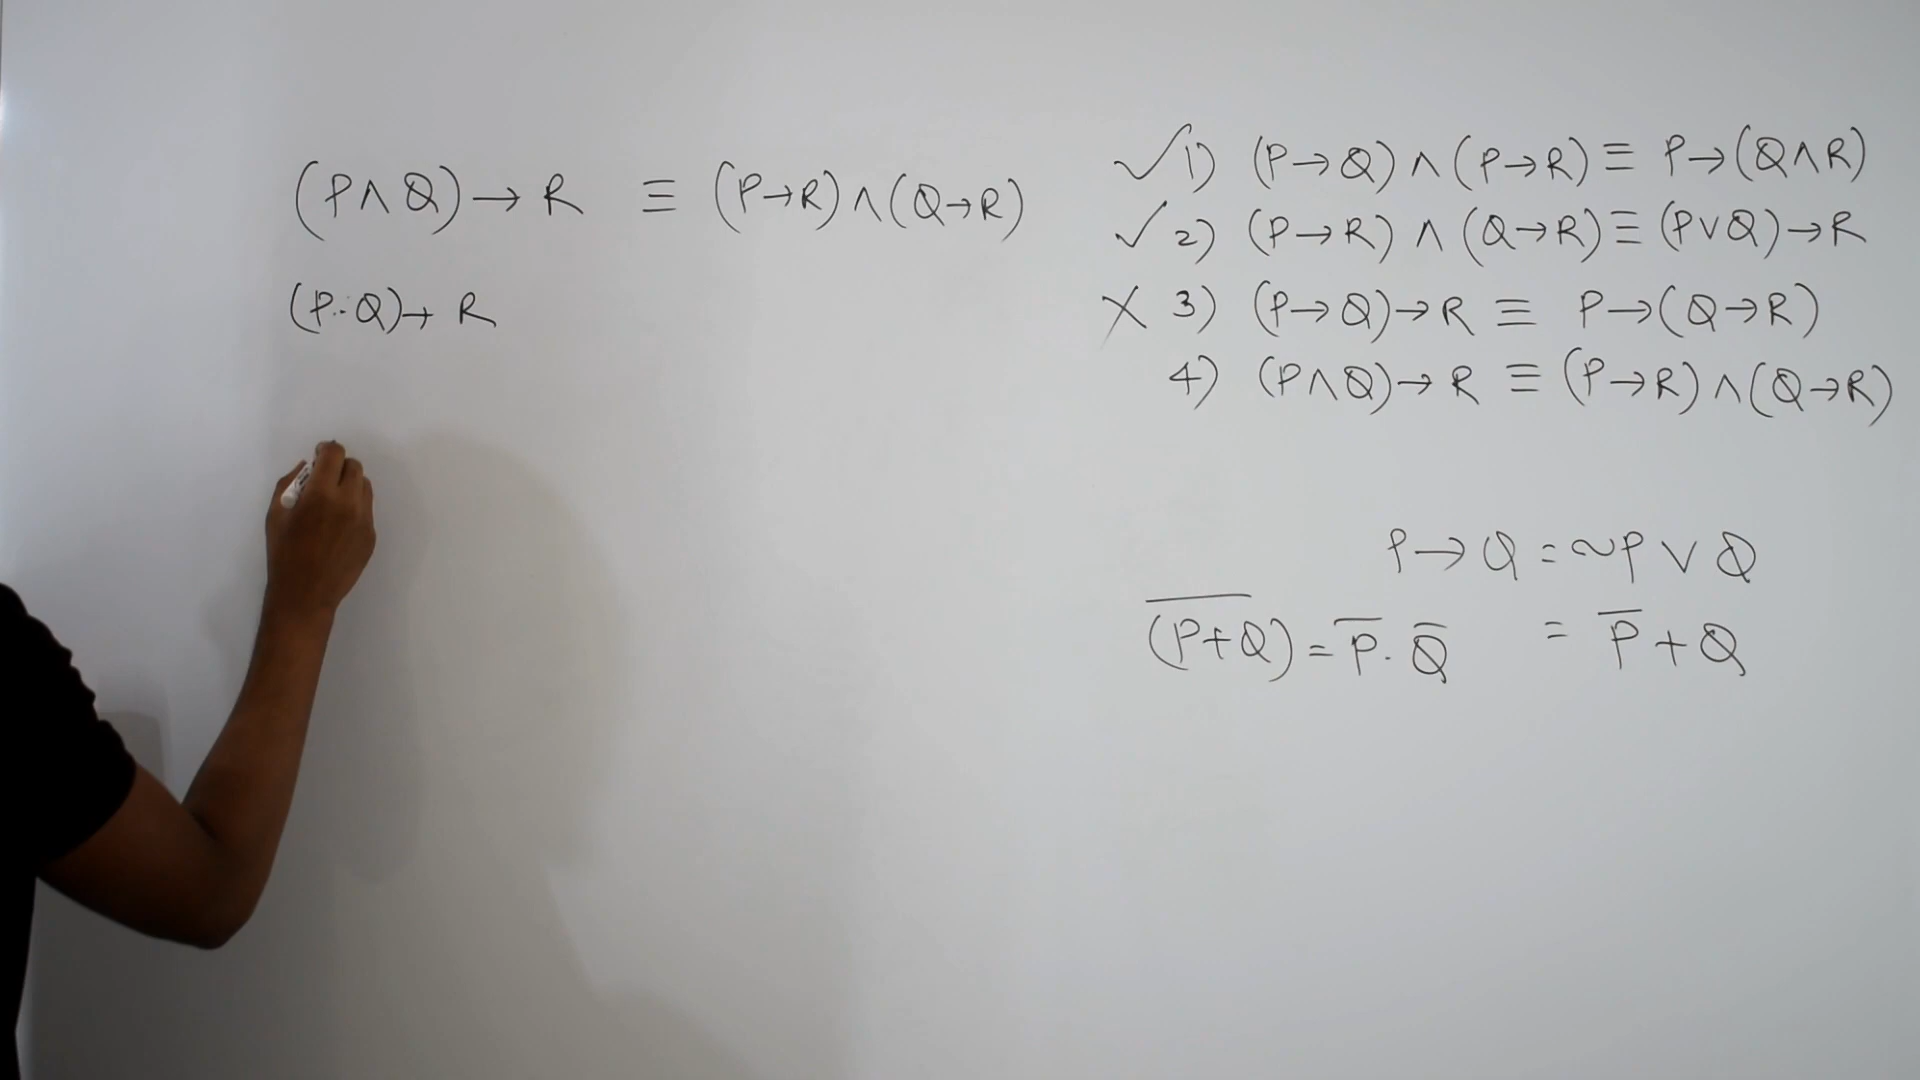 (P∧Q)→R ≡ (P→R)∧(Q→R)
(P·Q)→ R
✓1) (P→Q)∧(P→R)≡ P→(Q∧R)
✓2) (P→R) ∧ (Q→R)≡(P∨Q)→R
X 3) (P→Q)→R ≡ P→(Q→R)
4) (P∧Q)→R ≡ (P→R)∧(Q→R)
P→Q = ~P ∨ Q
(P+Q)‾ = P̅·Q̅
= P̅+Q